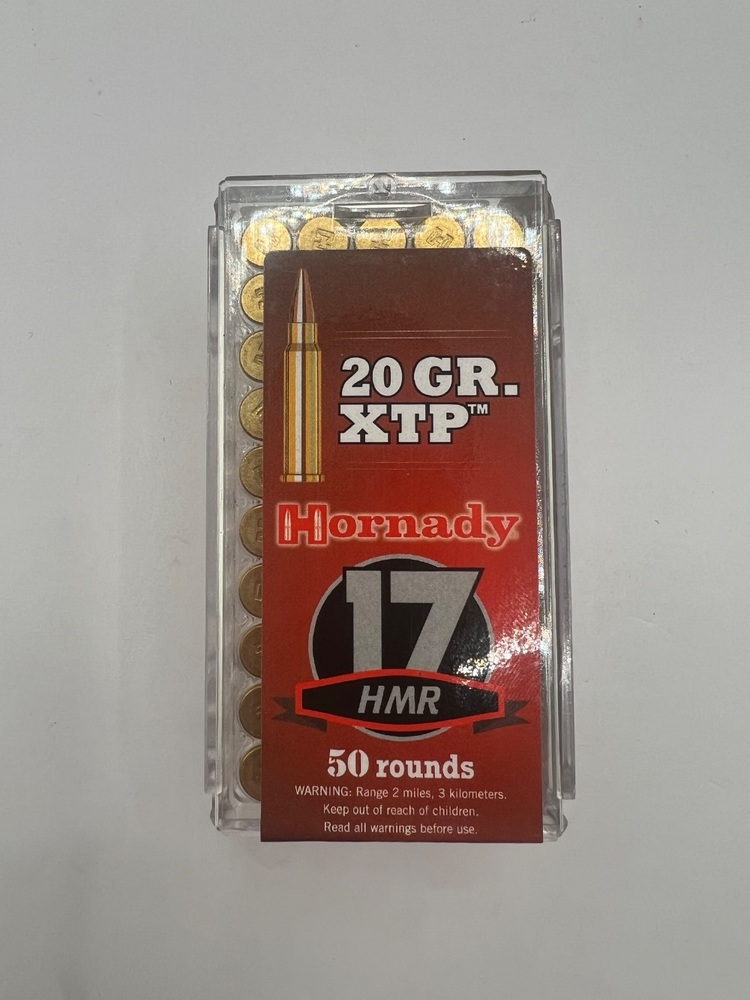 20 GR.
XTP™
Hornady
17
HMR
50 rounds
WARNING: Range 2 miles, 3 kilometers.
Keep out of reach of children.
Read all warnings before use.